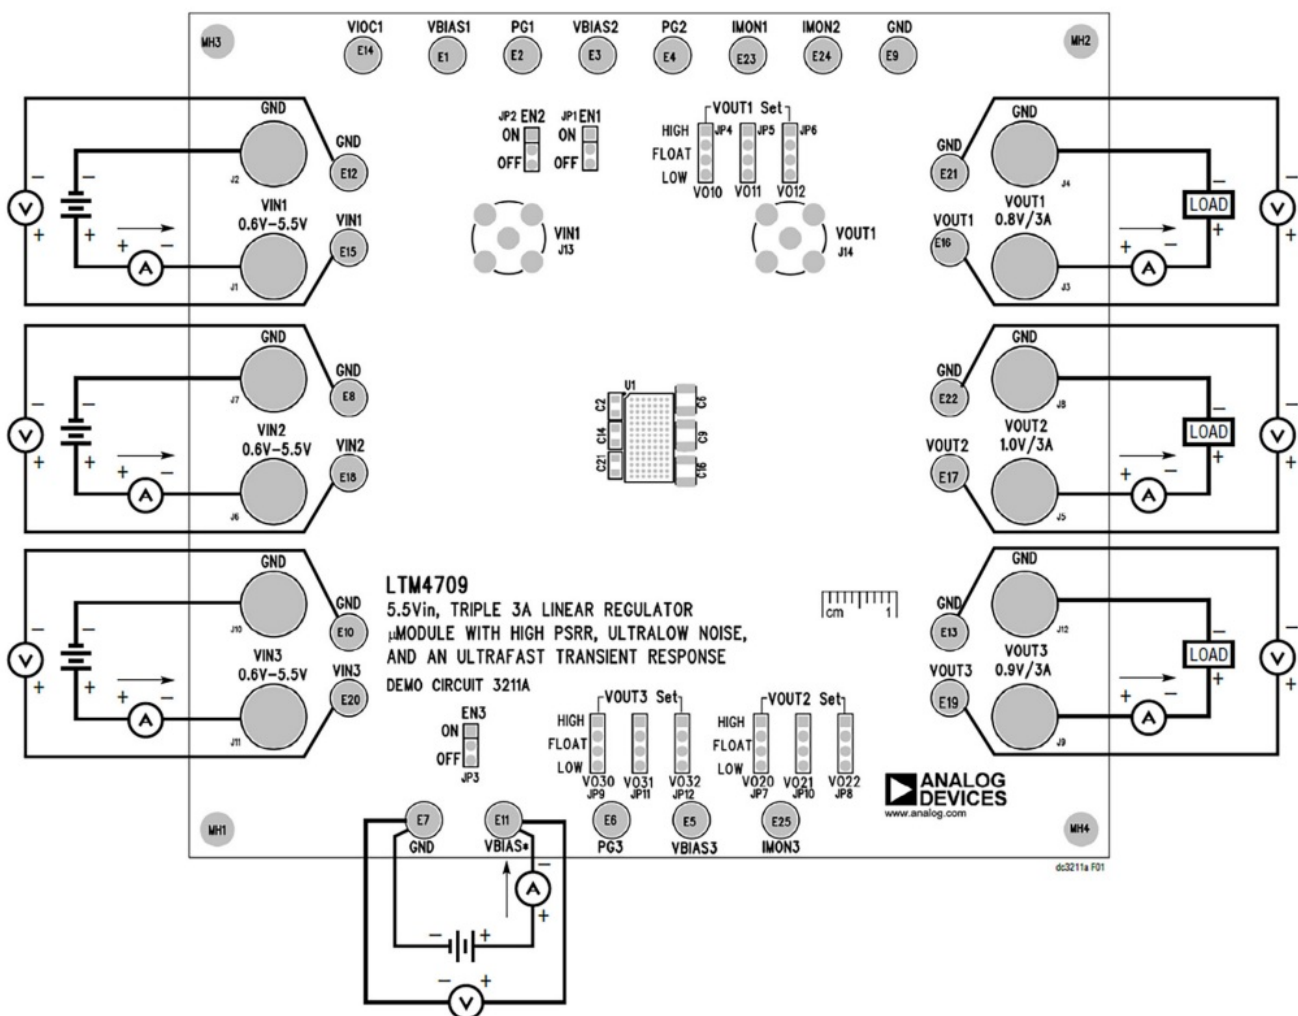 MH3
VIOC1
VBIAS1
PG1
VBIAS2
PG2
IMON1
IMON2
GND
MH2
E14
E1
E2
E3
E4
E23
E24
E9
GND
GND
E12
J2
VIN1
0.6V–5.5V
VIN1
E15
J1
V
A
– + – + + –
JP2 EN2
ON
OFF
JP1 EN1
ON
OFF
VOUT1 Set
HIGH
FLOAT
LOW
JP4
JP5
JP6
VO10
VO11
VO12
VIN1
J13
VOUT1
J14
GND
GND
E21
J4
VOUT1
0.8V/3A
VOUT1
E16
J3
LOAD
A
V
– + – + + –
GND
GND
E8
J7
VIN2
0.6V–5.5V
VIN2
E18
J6
V
A
– + – + + –
U1
C2
C14
C21
C6
C9
C16
GND
GND
E22
J8
VOUT2
1.0V/3A
VOUT2
E17
J5
LOAD
A
V
– + – + + –
GND
GND
E10
J10
VIN3
0.6V–5.5V
VIN3
E20
J11
V
A
– + – + + –
LTM4709
5.5Vin, TRIPLE 3A LINEAR REGULATOR
µMODULE WITH HIGH PSRR, ULTRALOW NOISE,
AND AN ULTRAFAST TRANSIENT RESPONSE
DEMO CIRCUIT 3211A
cm 1
GND
GND
E13
J12
VOUT3
0.9V/3A
VOUT3
E19
J9
LOAD
A
V
– + – + + –
EN3
ON
OFF
JP3
VOUT3 Set
HIGH
FLOAT
LOW
VO30
VO31
VO32
JP9
JP11
JP12
VOUT2 Set
HIGH
FLOAT
LOW
VO20
VO21
VO22
JP7
JP10
JP8
ANALOG
DEVICES
www.analog.com
MH1
E7
GND
E11
VBIAS*
E6
PG3
E5
VBIAS3
E25
IMON3
MH4
dc3211a F01
A
– +
– +
– +
V